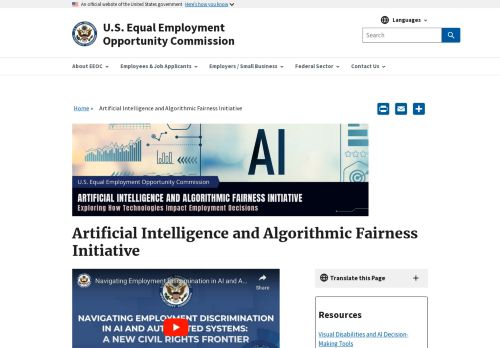 An official website of the United States government Here's how you know
Languages
U.S. Equal Employment
Opportunity Commission
Search
About EEOC
Employees & Job Applicants
Employers / Small Business
Federal Sector
Contact Us
Home » Artificial Intelligence and Algorithmic Fairness Initiative
AI
U.S. Equal Employment Opportunity Commission
ARTIFICIAL INTELLIGENCE AND ALGORITHMIC FAIRNESS INITIATIVE
Exploring How Technologies Impact Employment Decisions
Artificial Intelligence and Algorithmic Fairness
Initiative
Navigating Employment Discrimination in AI and A...
Share
NAVIGATING EMPLOYMENT DISCRIMINATION
IN AI AND AUTOMATED SYSTEMS:
A NEW CIVIL RIGHTS FRONTIER
Translate this Page
Resources
Visual Disabilities and AI Decision-
Making Tools